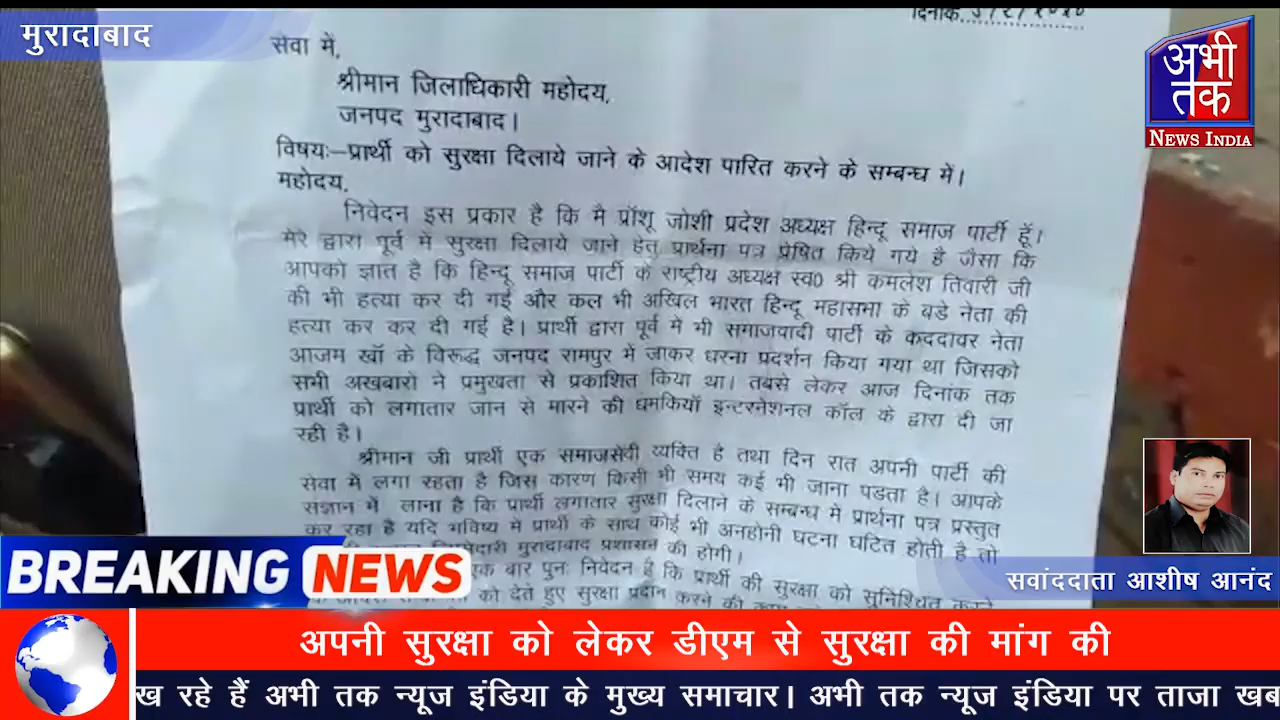 मुरादाबाद
अभी
तक
NEWS INDIA
दिनांक
सेवा में,
श्रीमान जिलाधिकारी महोदय,
जनपद मुरादाबाद।
विषयः–प्रार्थी को सुरक्षा दिलाये जाने के आदेश पारित करने के सम्बन्ध में।
महोदय,
निवेदन इस प्रकार है कि मै प्रॉशू जोशी प्रदेश अध्यक्ष हिन्दू समाज पार्टी हूँ।
मेरे द्वारा पूर्व में सुरक्षा दिलाये जाने हेतु प्रार्थना पत्र प्रेषित किये गये है जैसा कि
आपको ज्ञात है कि हिन्दू समाज पार्टी के राष्ट्रीय अध्यक्ष स्व0 श्री कमलेश तिवारी जी
की भी हत्या कर दी गई और कल भी अखिल भारत हिन्दू महासभा के बडे नेता की
हत्या कर कर दी गई है। प्रार्थी द्वारा पूर्व मे भी समाजवादी पार्टी के कददावर नेता
आजम खॉ के विरूद्ध जनपद रामपुर में जाकर धरना प्रदर्शन किया गया था जिसको
सभी अखबारो ने प्रमुखता से प्रकाशित किया था। तबसे लेकर आज दिनांक तक
प्रार्थी को लगातार जान से मारने की धमकियॉ इन्टरनेशनल कॉल के द्वारा दी जा
रही है।
श्रीमान जी प्रार्थी एक समाजसेवी व्यक्ति है तथा दिन रात अपनी पार्टी की
सेवा में लगा रहता है जिस कारण किसी भी समय कई भी जाना पडता है। आपके
संज्ञान में लाना है कि प्रार्थी लगातार सुरक्षा दिलाने के सम्बन्ध मे प्रार्थना पत्र प्रस्तुत
कर रहा है यदि भविष्य मे प्रार्थी के साथ कोई भी अनहोनी घटना घटित होती है तो
मुरादाबाद प्रशासन की होगी।
एक बार पुनः निवेदन है कि प्रार्थी की सुरक्षा को सुनिश्चित करने
को देते हुए सुरक्षा प्रदान करने की
BREAKING NEWS
सवांददाता आशीष आनंद
अपनी सुरक्षा को लेकर डीएम से सुरक्षा की मांग की
ख रहे हैं अभी तक न्यूज इंडिया के मुख्य समाचार। अभी तक न्यूज इंडिया पर ताजा खब